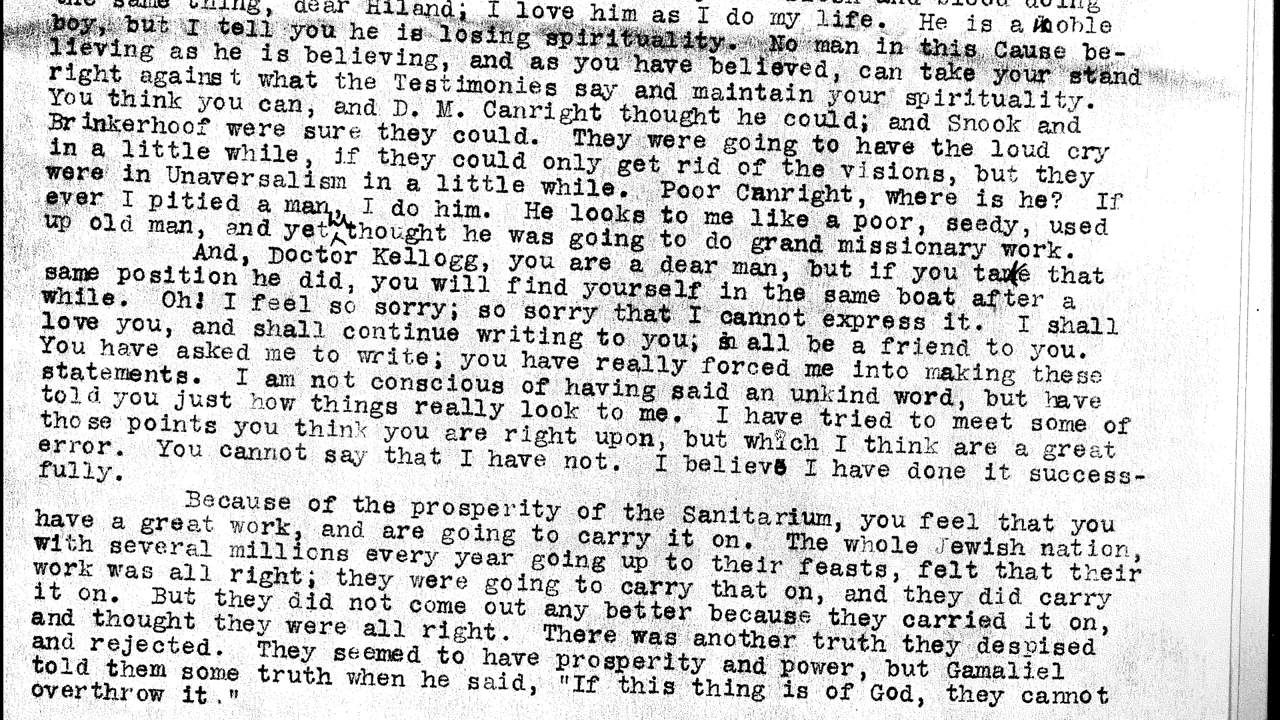 the same thing, dear Hiland; I love him as I do my life. He is a noble
boy, but I tell you he is losing spirituality. No man in this Cause be-
lieving as he is believing, and as you have believed, can take your stand
right against what the Testimonies say and maintain your spirituality.
You think you can, and D. M. Canright thought he could; and Snook and
Brinkerhoof were sure they could. They were going to have the loud cry
in a little while, if they could only get rid of the visions, but they
were in Unaversalism in a little while. Poor Canright, where is he? If
ever I pitied a man, I do him. He looks to me like a poor, seedy, used
up old man, and yet thought he was going to do grand missionary work.
And, Doctor Kellogg, you are a dear man, but if you take that
same position he did, you will find yourself in the same boat after a
while. Oh! I feel so sorry; so sorry that I cannot express it. I shall
love you, and shall continue writing to you; shall be a friend to you.
You have asked me to write; you have really forced me into making these
statements. I am not conscious of having said an unkind word, but have
told you just how things really look to me. I have tried to meet some of
those points you think you are right upon, but which I think are a great
error. You cannot say that I have not. I believe I have done it success-
fully.
Because of the prosperity of the Sanitarium, you feel that you
have a great work, and are going to carry it on. The whole Jewish nation,
with several millions every year going up to their feasts, felt that their
work was all right; they were going to carry that on, and they did carry
it on. But they did not come out any better because they carried it on,
and thought they were all right. There was another truth they despised
and rejected. They seemed to have prosperity and power, but Gamaliel
told them some truth when he said, "If this thing is of God, they cannot
overthrow it."